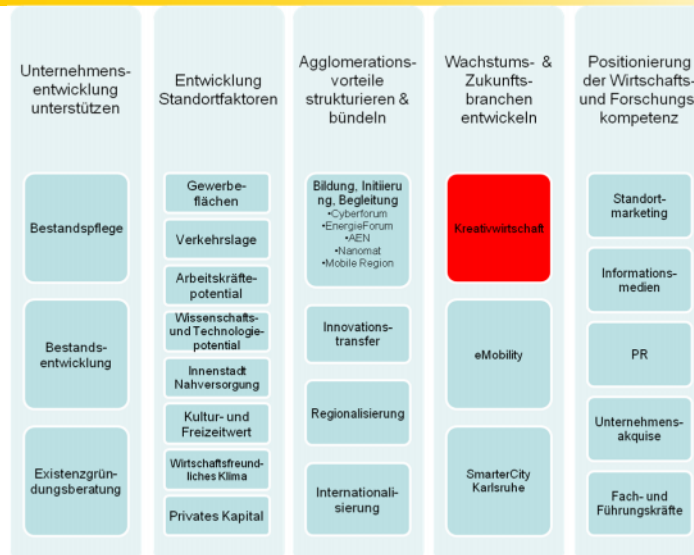 Unternehmens-
entwicklung
unterstützen
Bestandspflege
Bestands-
entwicklung
Existenzgrün-
dungsberatung
Entwicklung
Standortfaktoren
Gewerbe-
flächen
Verkehrslage
Arbeitskräfte-
potential
Wissenschafts-
und Technologie-
potential
Innenstadt
Nahversorgung
Kultur- und
Freizeitwert
Wirtschaftsfreund-
liches Klima
Privates Kapital
Agglomerations-
vorteile
strukturieren &
bündeln
Bildung, Initiieru
ng, Begleitung
•Cyberforum
•EnergieForum
•AEN
•Nanomat
•Mobile Region
Innovations-
transfer
Regionalisierung
Internationali-
sierung
Wachstums- &
Zukunfts-
branchen
entwickeln
Kreativwirtschaft
eMobility
SmarterCity
Karlsruhe
Positionierung
der Wirtschafts-
und Forschungs-
kompetenz
Standort-
marketing
Informations-
medien
PR
Unternehmens-
akquise
Fach- und
Führungskräfte